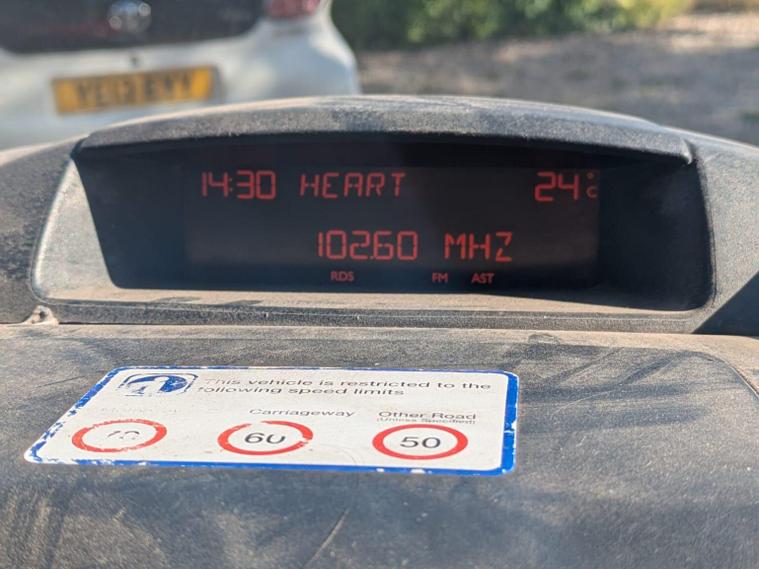 14:30 HEART 24°C
102.60 MHZ
RDS FM AST
This vehicle is restricted to the
following speed limits
Carriageway Other Road
(Unless Specified)
60 50